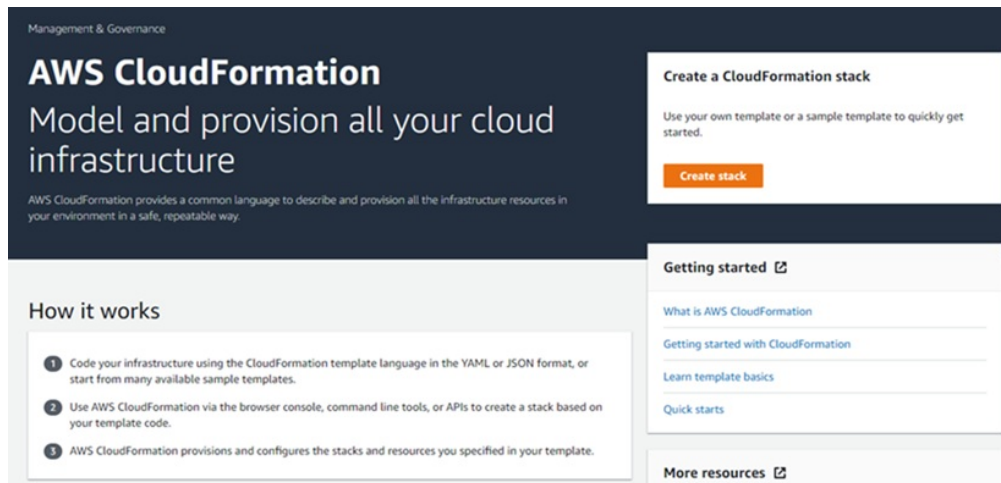 Management & Governance
AWS CloudFormation
Model and provision all your cloud
infrastructure
AWS CloudFormation provides a common language to describe and provision all the infrastructure resources in
your environment in a safe, repeatable way.
Create a CloudFormation stack
Use your own template or a sample template to quickly get
started.
Create stack
How it works
1 Code your infrastructure using the CloudFormation template language in the YAML or JSON format, or
start from many available sample templates.
2 Use AWS CloudFormation via the browser console, command line tools, or APIs to create a stack based on
your template code.
3 AWS CloudFormation provisions and configures the stacks and resources you specified in your template.
Getting started
What is AWS CloudFormation
Getting started with CloudFormation
Learn template basics
Quick starts
More resources